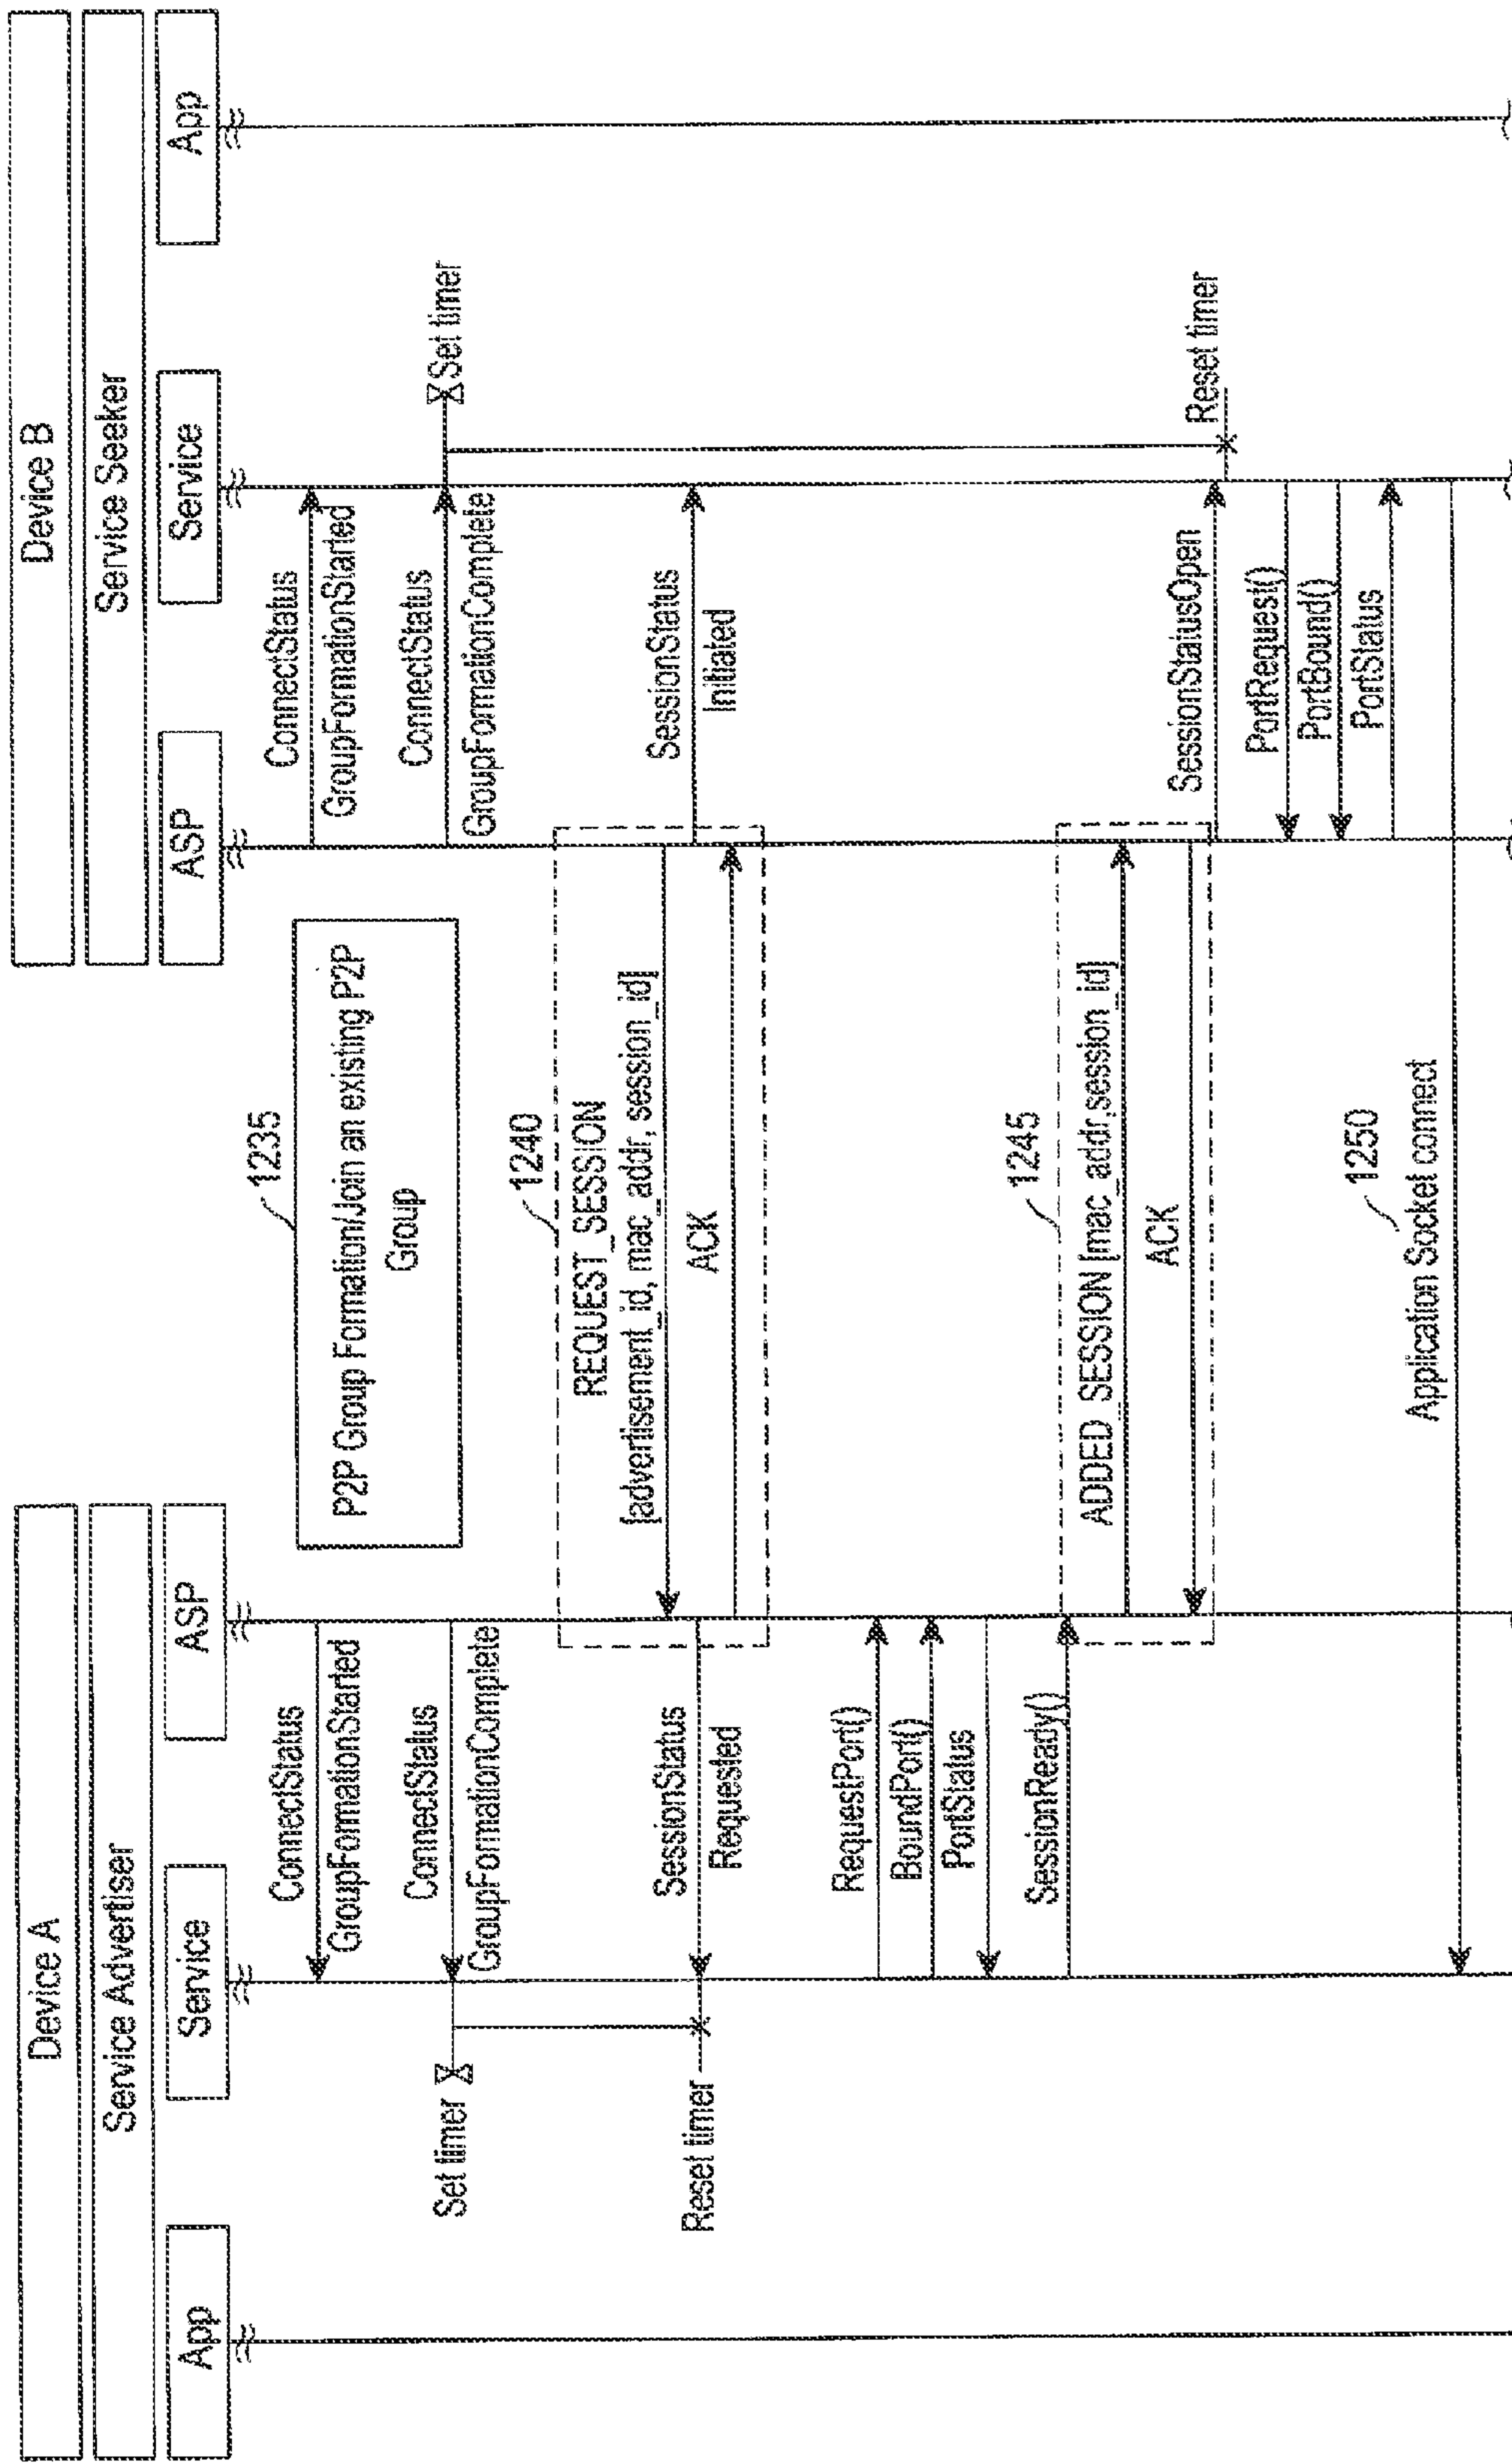 Device A
Device B
Service Advertiser
Service Seeker
App
Service
ASP
ASP
Service
App
ConnectStatus
GroupFormationStarted
1235
P2P Group Formation/Join an existing P2P
Group
ConnectStatus
GroupFormationStarted
Set timer
ConnectStatus
GroupFormationComplete
ConnectStatus
GroupFormationComplete
Set timer
1240
REQUEST_SESSION
[advertisement_id, mac_addr, session_id]
SessionStatus
Requested
Reset timer
ACK
SessionStatus
Initiated
RequestPort()
BoundPort()
PortStatus
SessionReady()
1245
ADDED_SESSION [mac_addr,session_id]
ACK
SessionStatusOpen
Reset timer
PortRequest()
PortBound()
PortStatus
1250
Application Socket connect